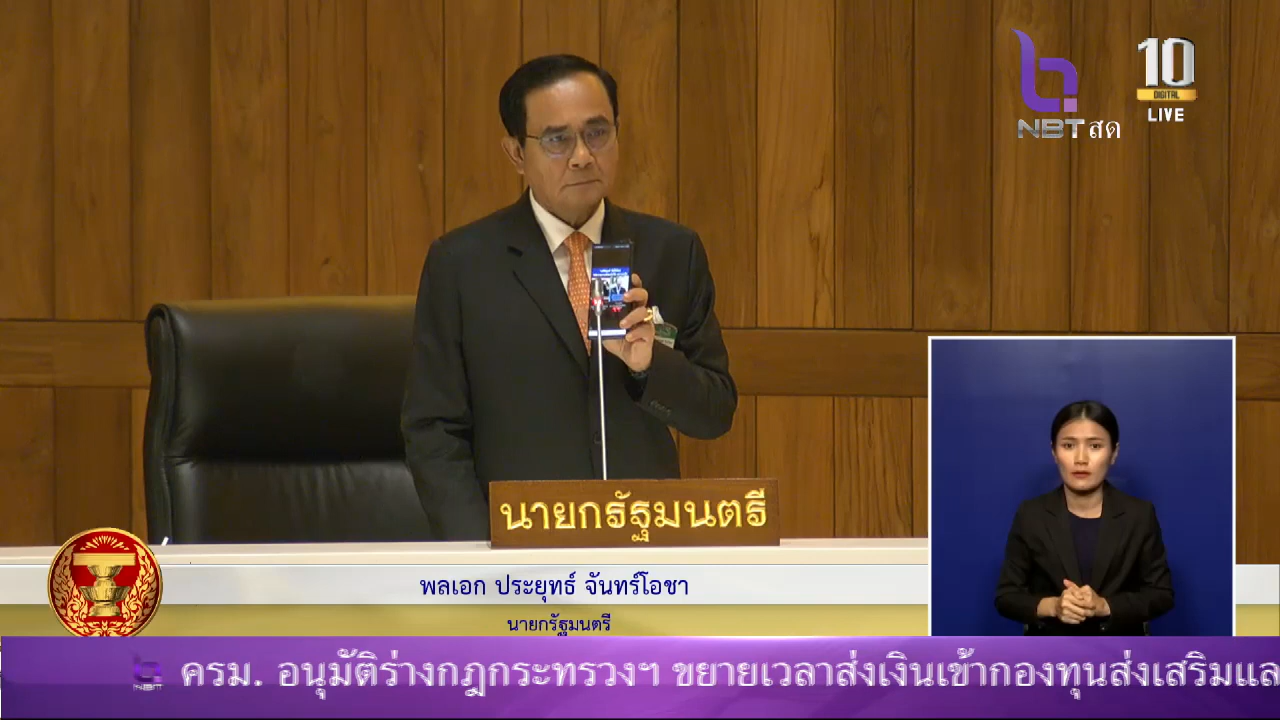 10
DIGITAL
LIVE
NBT สด
นายกรัฐมนตรี
พลเอก ประยุทธ์ จันทร์โอชา
นายกรัฐมนตรี
NBT ครม. อนุมัติร่างกฎกระทรวงฯ ขยายเวลาส่งเงินเข้ากองทุนส่งเสริมแล